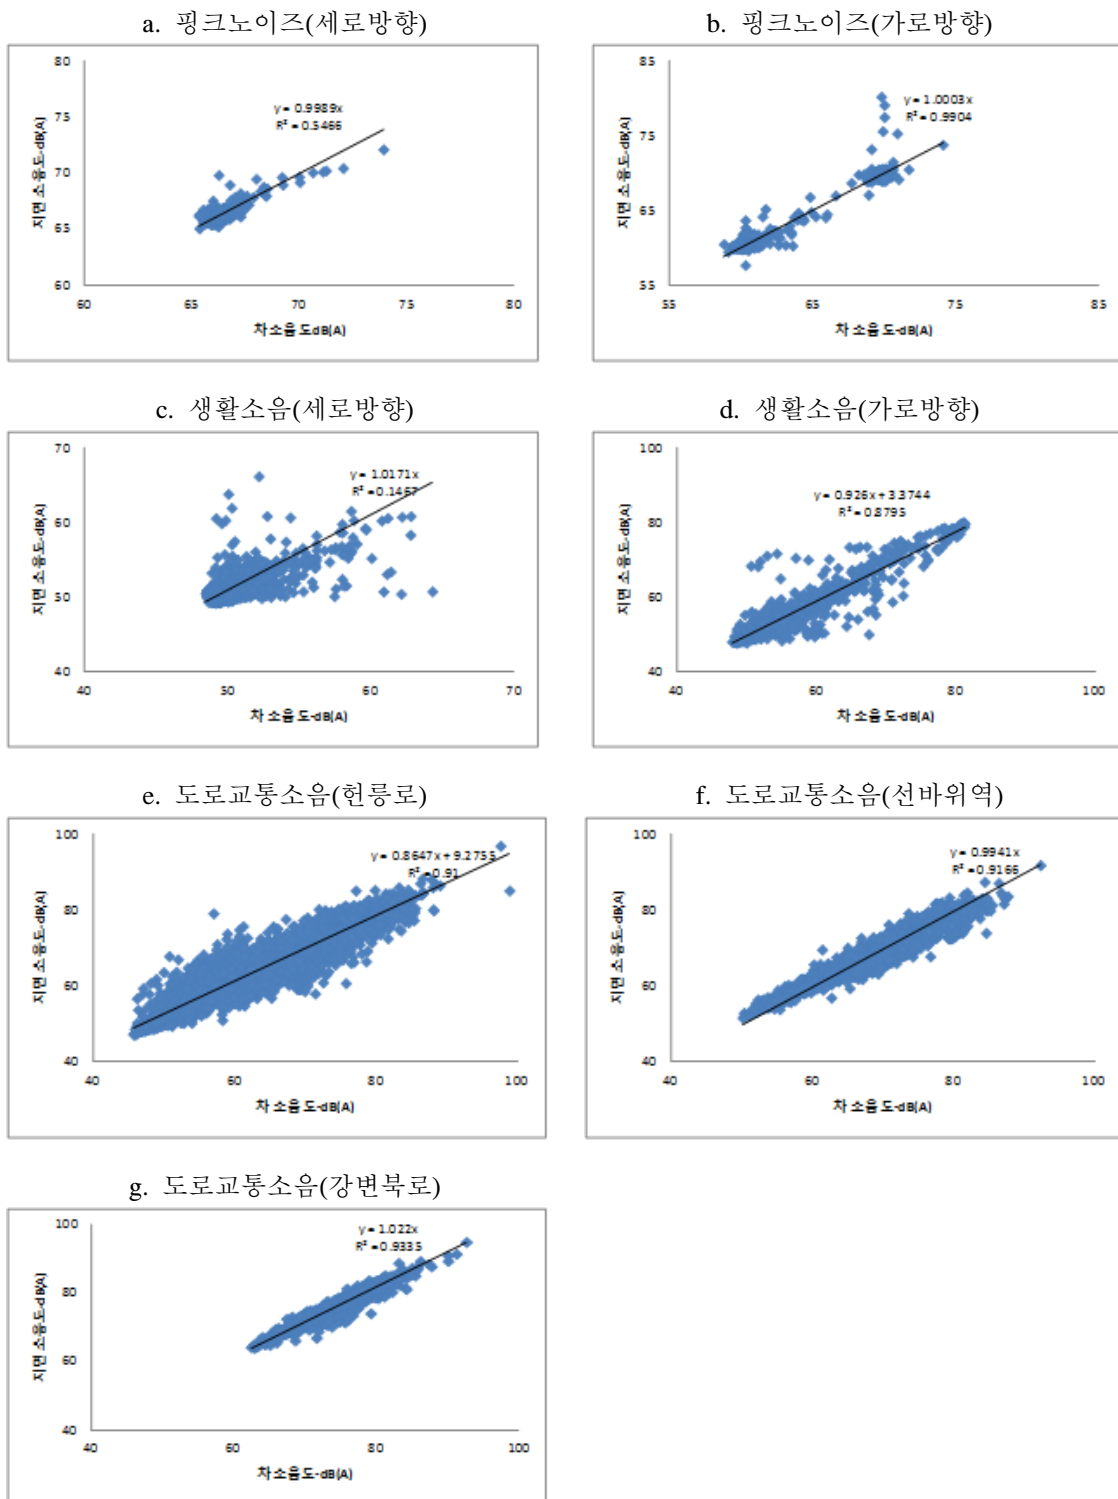 a. 핑크노이즈(세로방향)
80
75
70
65
60
60
65
70
75
80
y = 0.9989x
R² = 0.5466
지면 소음도-dB(A)
차 소음도dB(A)
b. 핑크노이즈(가로방향)
85
75
65
55
55
65
75
85
y = 1.0003x
R² = 0.9904
지면 소음도-dB(A)
차 소음도-dB(A)
c. 생활소음(세로방향)
70
60
50
40
40
50
60
70
y = 1.0171x
R² = 0.1467
지면 소음도-dB(A)
차 소음도-dB(A)
d. 생활소음(가로방향)
100
80
60
40
40
60
80
100
y = 0.926x + 3.3744
R² = 0.8795
지면 소음도-dB(A)
차 소음도-dB(A)
e. 도로교통소음(헌릉로)
100
80
60
40
40
60
80
100
y = 0.8647x + 9.2755
R² = 0.91
지면 소음도-dB(A)
차 소음도-dB(A)
f. 도로교통소음(선바위역)
100
80
60
40
40
60
80
100
y = 0.9941x
R² = 0.9166
지면 소음도-dB(A)
차 소음도-dB(A)
g. 도로교통소음(강변북로)
100
80
60
40
40
60
80
100
y = 1.022x
R² = 0.9335
지면 소음도-dB(A)
차 소음도-dB(A)